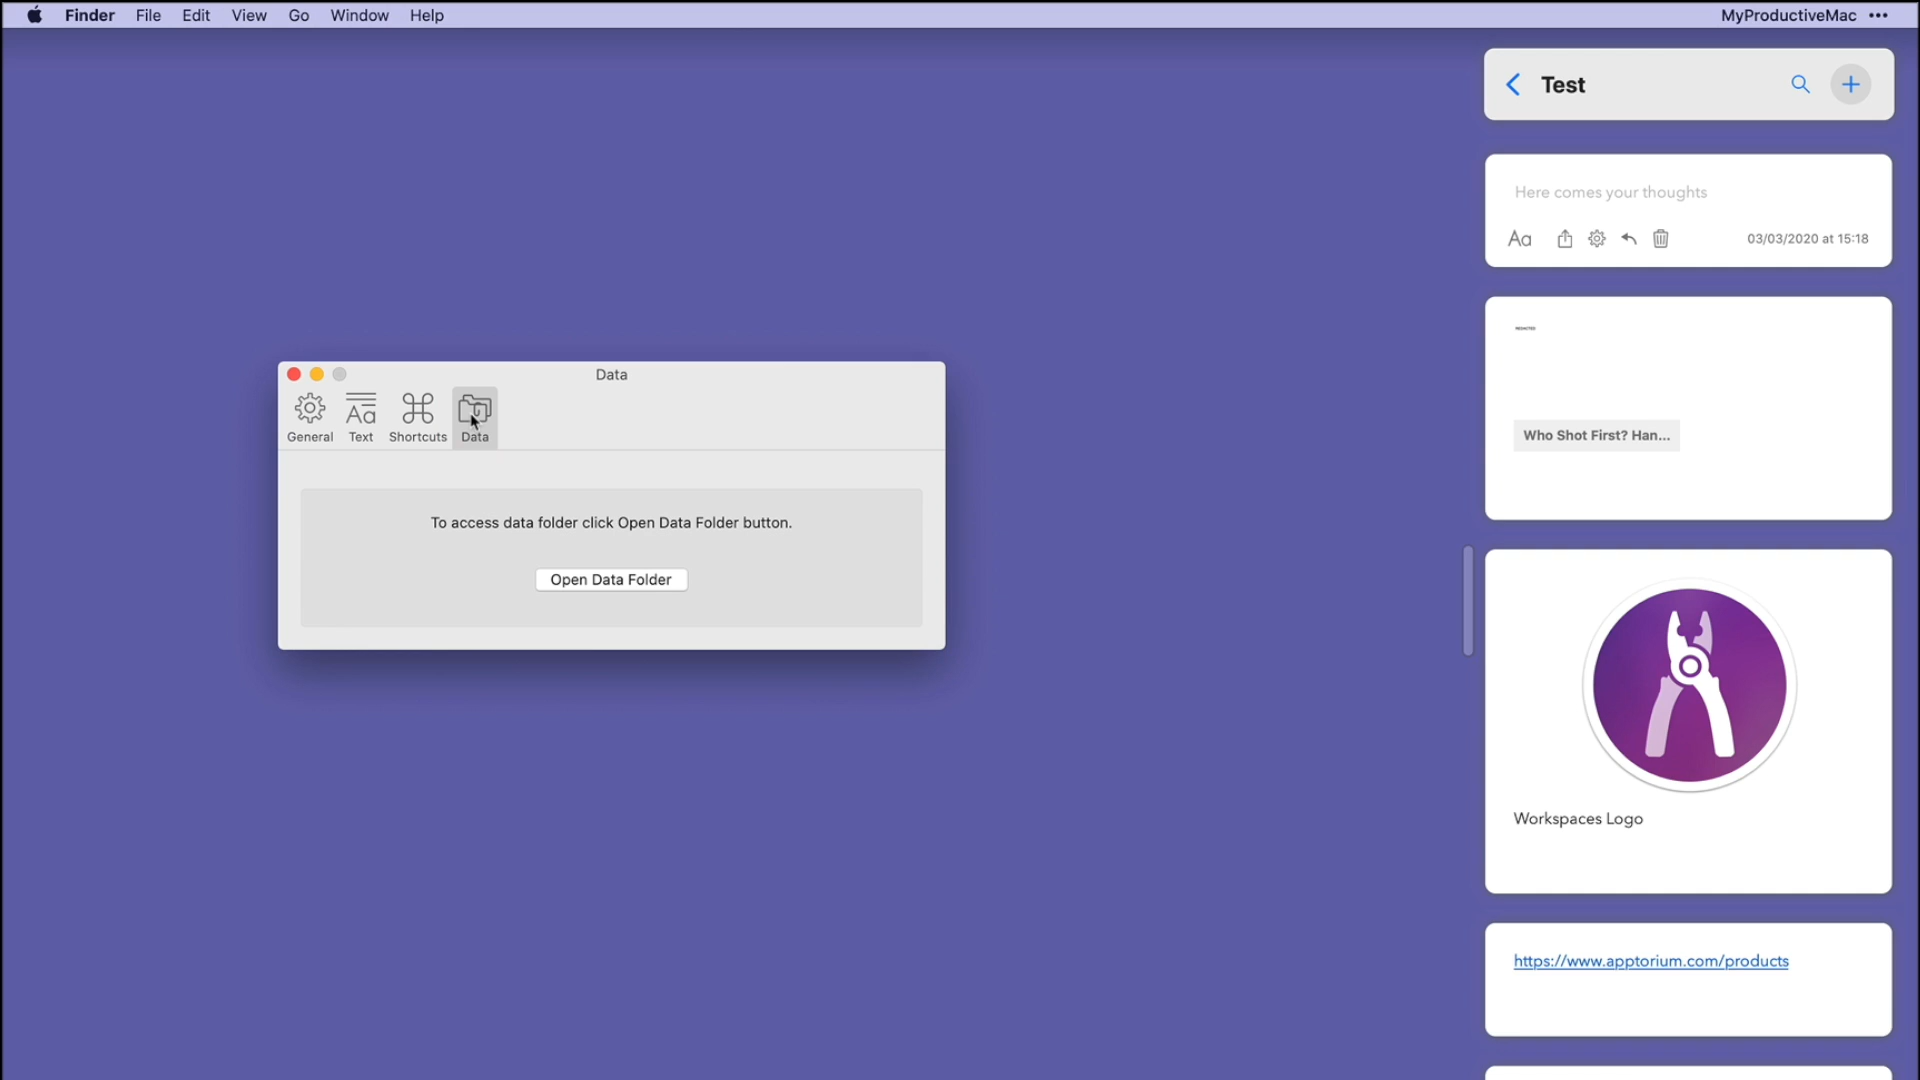 Finder File Edit View Go Window Help MyProductiveMac •••
Test
Here comes your thoughts
Aa 03/03/2020 at 15:18
REDACTED
Who Shot First? Han...
Data
General Text Shortcuts Data
To access data folder click Open Data Folder button.
Open Data Folder
Workspaces Logo
https://www.apptorium.com/products